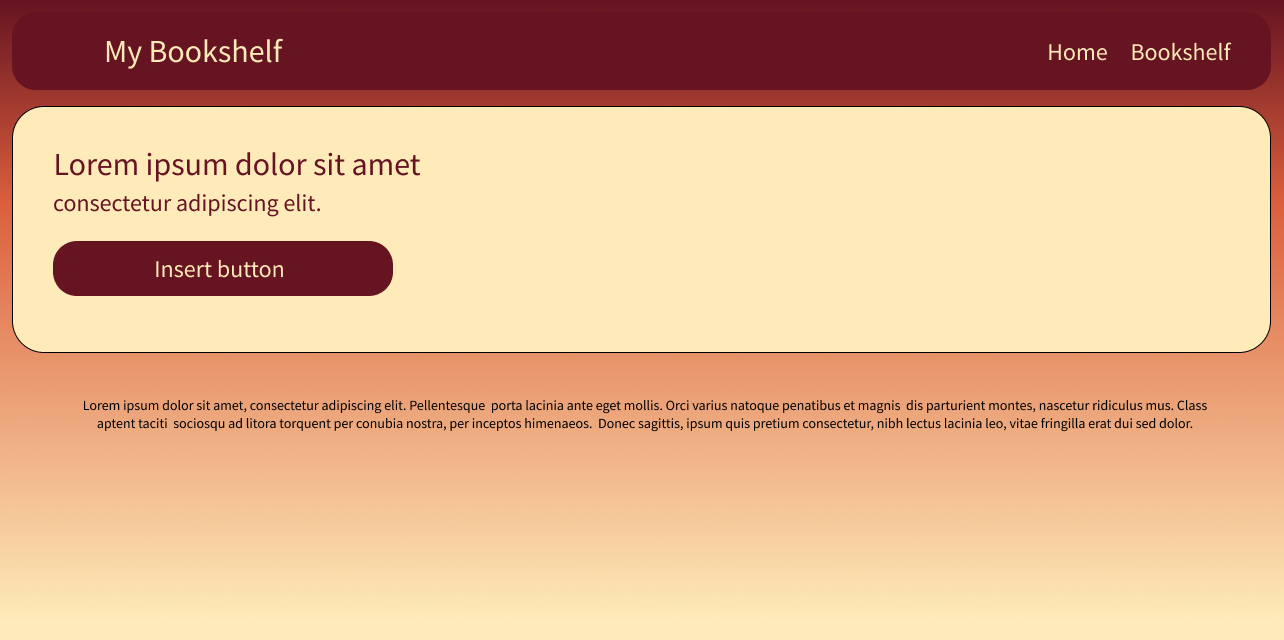 My Bookshelf
Home Bookshelf
Lorem ipsum dolor sit amet
consectetur adipiscing elit.
Insert button
Lorem ipsum dolor sit amet, consectetur adipiscing elit. Pellentesque  porta lacinia ante eget mollis. Orci varius natoque penatibus et magnis  dis parturient montes, nascetur ridiculus mus. Class
aptent taciti  sociosqu ad litora torquent per conubia nostra, per inceptos himenaeos.  Donec sagittis, ipsum quis pretium consectetur, nibh lectus lacinia leo, vitae fringilla erat dui sed dolor.